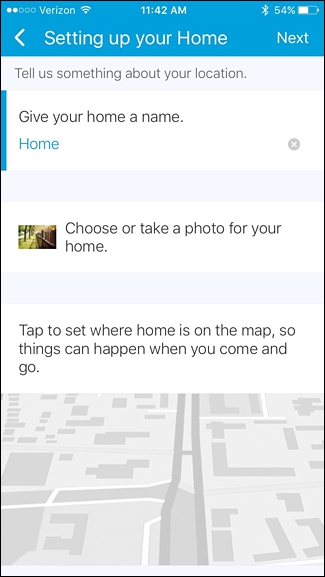 Verizon 11:42 AM 54%
Setting up your Home Next
Tell us something about your location.
Give your home a name.
Home
Choose or take a photo for your
home.
Tap to set where home is on the map, so
things can happen when you come and
go.